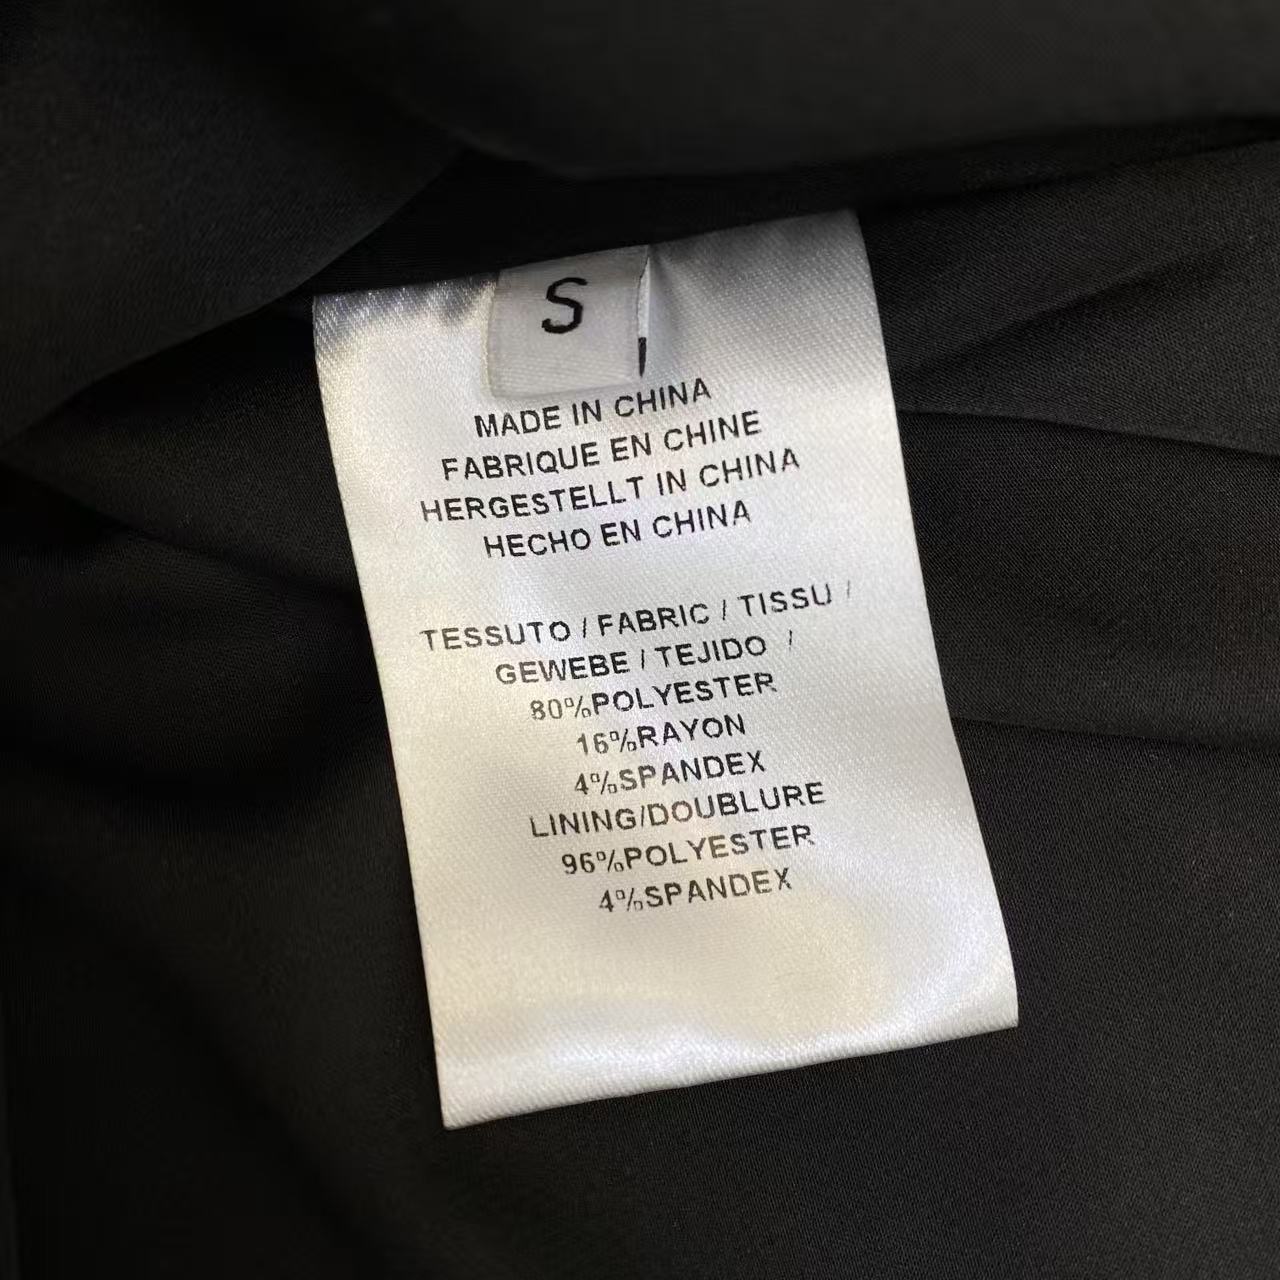 S
MADE IN CHINA
FABRIQUE EN CHINE
HERGESTELLT IN CHINA
HECHO EN CHINA
TESSUTO / FABRIC / TISSU /
GEWEBE / TEJIDO /
80%POLYESTER
16%RAYON
4%SPANDEX
LINING/DOUBLURE
96%POLYESTER
4%SPANDEX